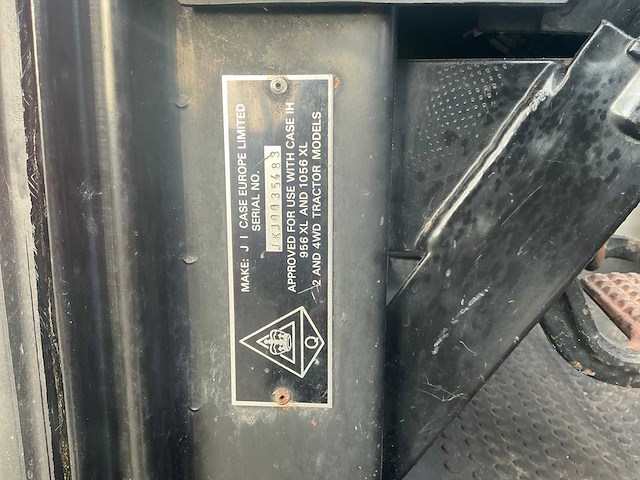 MAKE: J I CASE EUROPE LIMITED
SERIAL NO.
JKJ0035483
APPROVED FOR USE WITH CASE IH
956 XL AND 1056 XL
2 AND 4WD TRACTOR MODELS
Q